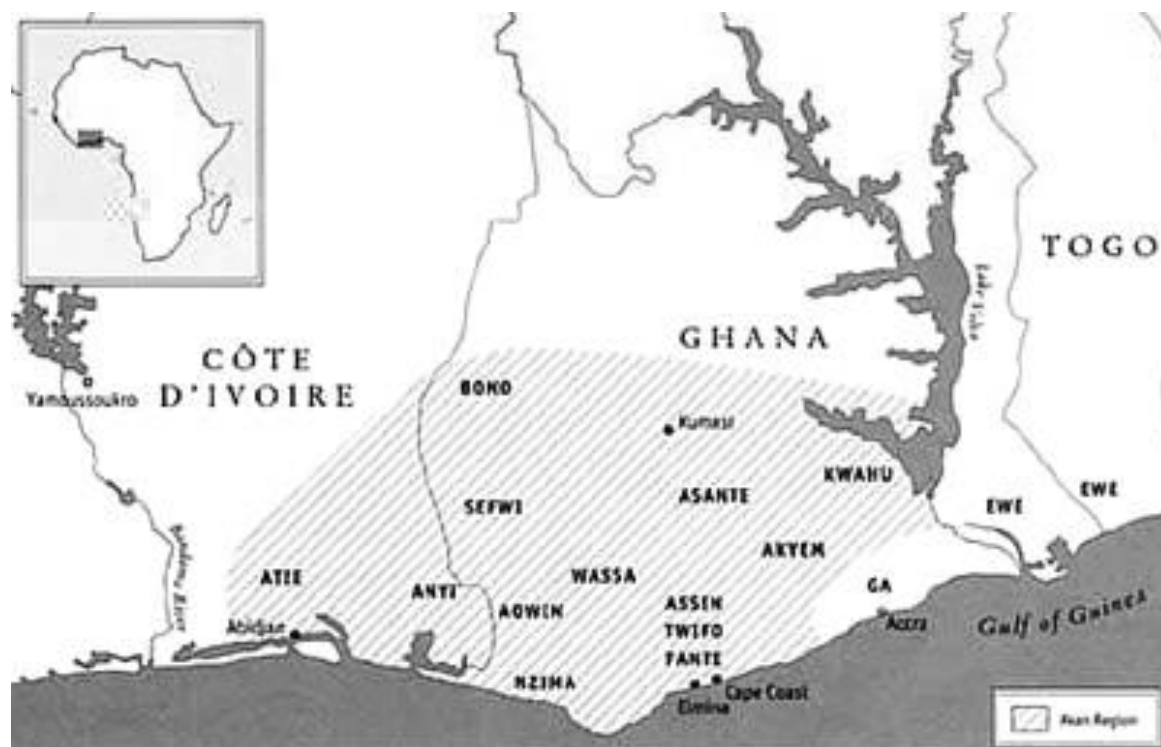 TOGO
GHANA
CÔTE
D'IVOIRE
Yamoussoukro
BONO
Kumasi
KWAHU
ASANTE
SEFWI
EWE
EWE
AKYEM
ATIE
WASSA
ANYI
GA
AOWIN
ASSIN
TWIFO
FANTE
Abidjan
Accra
Gulf of Guinea
NZIMA
Cape Coast
Elmina
Akan Region